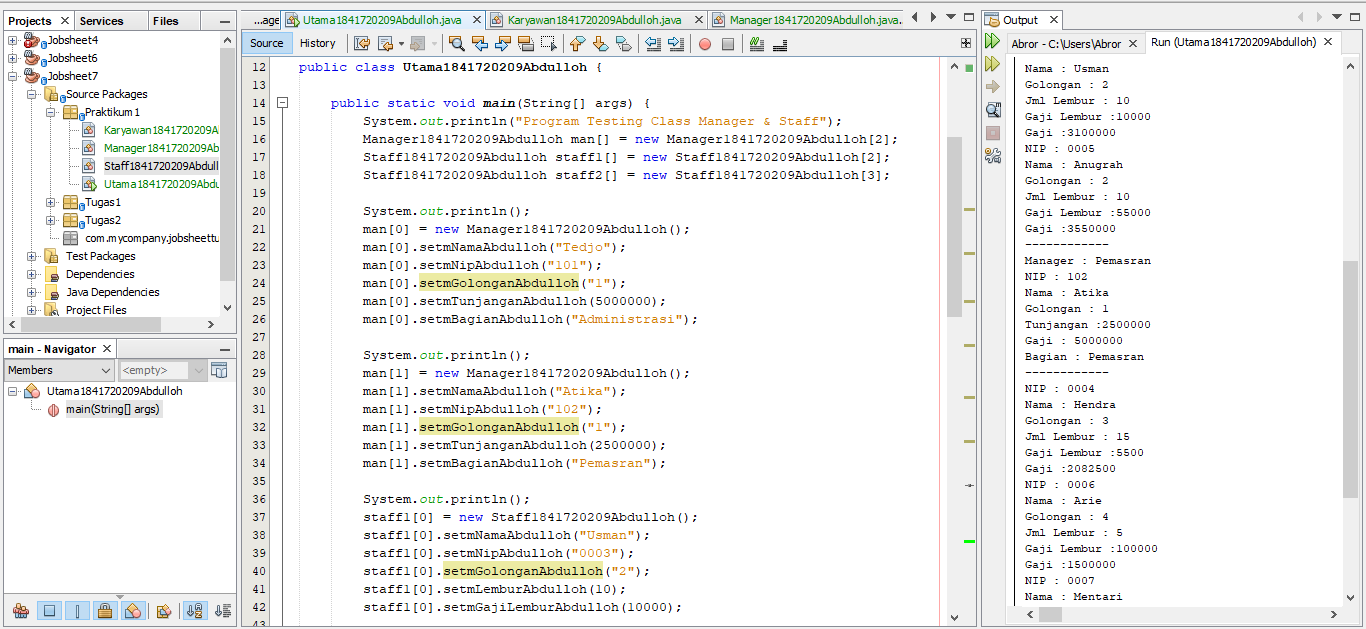 Projects
Services
Files
Jobsheet4
Jobsheet6
Jobsheet7
Source Packages
Praktikum1
Karyawan1841720209A
Manager1841720209Ab
Staff1841720209Abdull
Utama1841720209Abdu
Tugas1
Tugas2
com.mycompany.jobsheettu
Test Packages
Dependencies
Java Dependencies
Project Files
main - Navigator
Members
<empty>
Utama1841720209Abdulloh
main(String[] args)
...age
Utama1841720209Abdulloh.java
Karyawan1841720209Abdulloh.java
Manager1841720209Abdulloh.java
Source
History
12 public class Utama1841720209Abdulloh {
13
14 public static void main(String[] args) {
15 System.out.println("Program Testing Class Manager & Staff");
16 Manager1841720209Abdulloh man[] = new Manager1841720209Abdulloh[2];
17 Staff1841720209Abdulloh staff1[] = new Staff1841720209Abdulloh[2];
18 Staff1841720209Abdulloh staff2[] = new Staff1841720209Abdulloh[3];
19
20 System.out.println();
21 man[0] = new Manager1841720209Abdulloh();
22 man[0].setmNamaAbdulloh("Tedjo");
23 man[0].setmNipAbdulloh("101");
24 man[0].setmGolonganAbdulloh("1");
25 man[0].setmTunjanganAbdulloh(5000000);
26 man[0].setmBagianAbdulloh("Administrasi");
27
28 System.out.println();
29 man[1] = new Manager1841720209Abdulloh();
30 man[1].setmNamaAbdulloh("Atika");
31 man[1].setmNipAbdulloh("102");
32 man[1].setmGolonganAbdulloh("1");
33 man[1].setmTunjanganAbdulloh(2500000);
34 man[1].setmBagianAbdulloh("Pemasran");
35
36 System.out.println();
37 staff1[0] = new Staff1841720209Abdulloh();
38 staff1[0].setmNamaAbdulloh("Usman");
39 staff1[0].setmNipAbdulloh("0003");
40 staff1[0].setmGolonganAbdulloh("2");
41 staff1[0].setmLemburAbdulloh(10);
42 staff1[0].setmGajiLemburAbdulloh(10000);
43
Output
Abror - C:\Users\Abror
Run (Utama1841720209Abdulloh)
Nama : Usman
Golongan : 2
Jml Lembur : 10
Gaji Lembur :10000
Gaji :3100000
NIP : 0005
Nama : Anugrah
Golongan : 2
Jml Lembur : 10
Gaji Lembur :55000
Gaji :3550000
------------
Manager : Pemasran
NIP : 102
Nama : Atika
Golongan : 1
Tunjangan :2500000
Gaji : 5000000
Bagian : Pemasran
------------
NIP : 0004
Nama : Hendra
Golongan : 3
Jml Lembur : 15
Gaji Lembur :5500
Gaji :2082500
NIP : 0006
Nama : Arie
Golongan : 4
Jml Lembur : 5
Gaji Lembur :100000
Gaji :1500000
NIP : 0007
Nama : Mentari